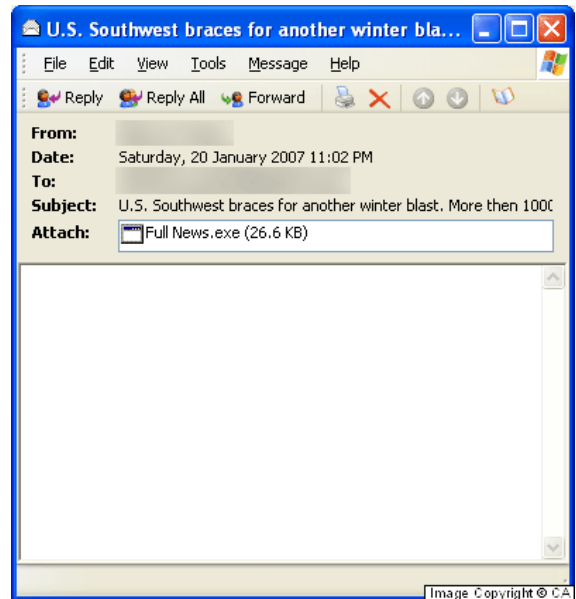 U.S. Southwest braces for another winter bla...
File Edit View Tools Message Help
Reply Reply All Forward
From:
Date: Saturday, 20 January 2007 11:02 PM
To:
Subject: U.S. Southwest braces for another winter blast. More then 100
Attach: Full News.exe (26.6 KB)
Image Copyright © CA